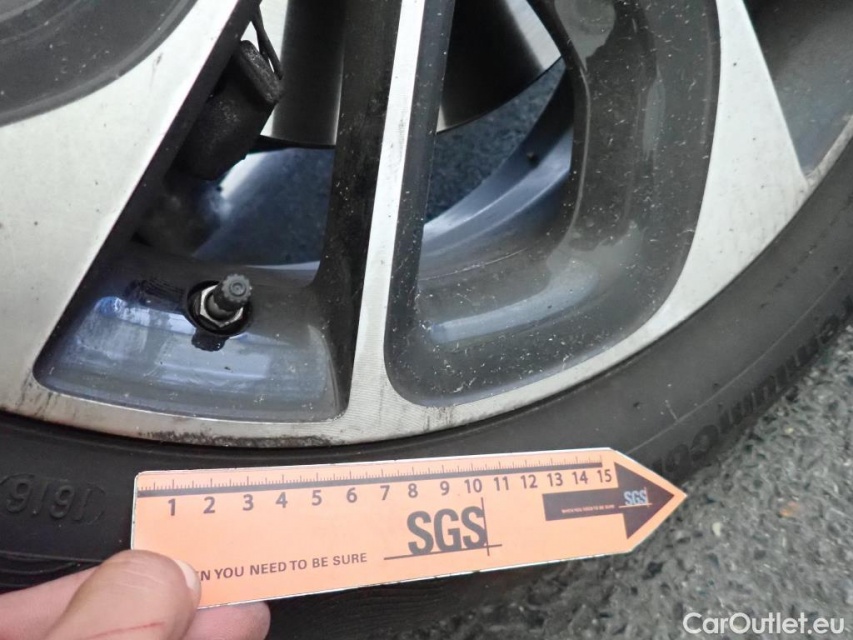 1 2 3 4 5 6 7 8 9 10 11 12 13 14 15
SGS
SGS
N YOU NEED TO BE SURE
CarOutlet.eu